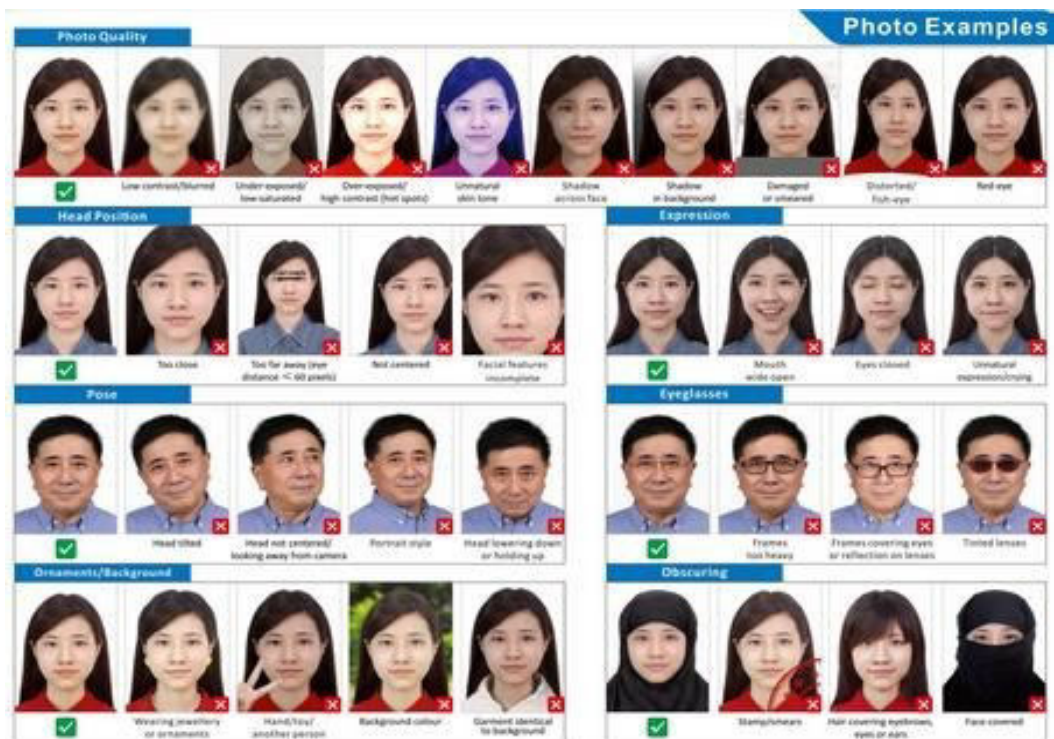 Photo Examples
Photo Quality
Low contrast/blurred
Under-exposed/
low-saturated
Over-exposed/
high contrast (hot spots)
Unnatural
skin tone
Shadow
across face
Shadow
in background
Damaged
or smeared
Distorted/
fish-eye
Red eye
Head Position
Too close
Too far away (eye
distance < 60 pixels)
Not centered
Facial features
incomplete
Expression
Mouth
wide open
Eyes closed
Unnatural
expression/crying
Pose
Head tilted
Head not centered/
looking away from camera
Portrait style
Head lowering down
or holding up
Eyeglasses
Frames
too heavy
Frames covering eyes
or reflection on lenses
Tinted lenses
Ornaments/Background
Wearing jewellery
or ornaments
Hand/toy/
another person
Background colour
Garment identical
to background
Obscuring
Stamp/smears
Hair covering eyebrows,
eyes or ears
Face covered